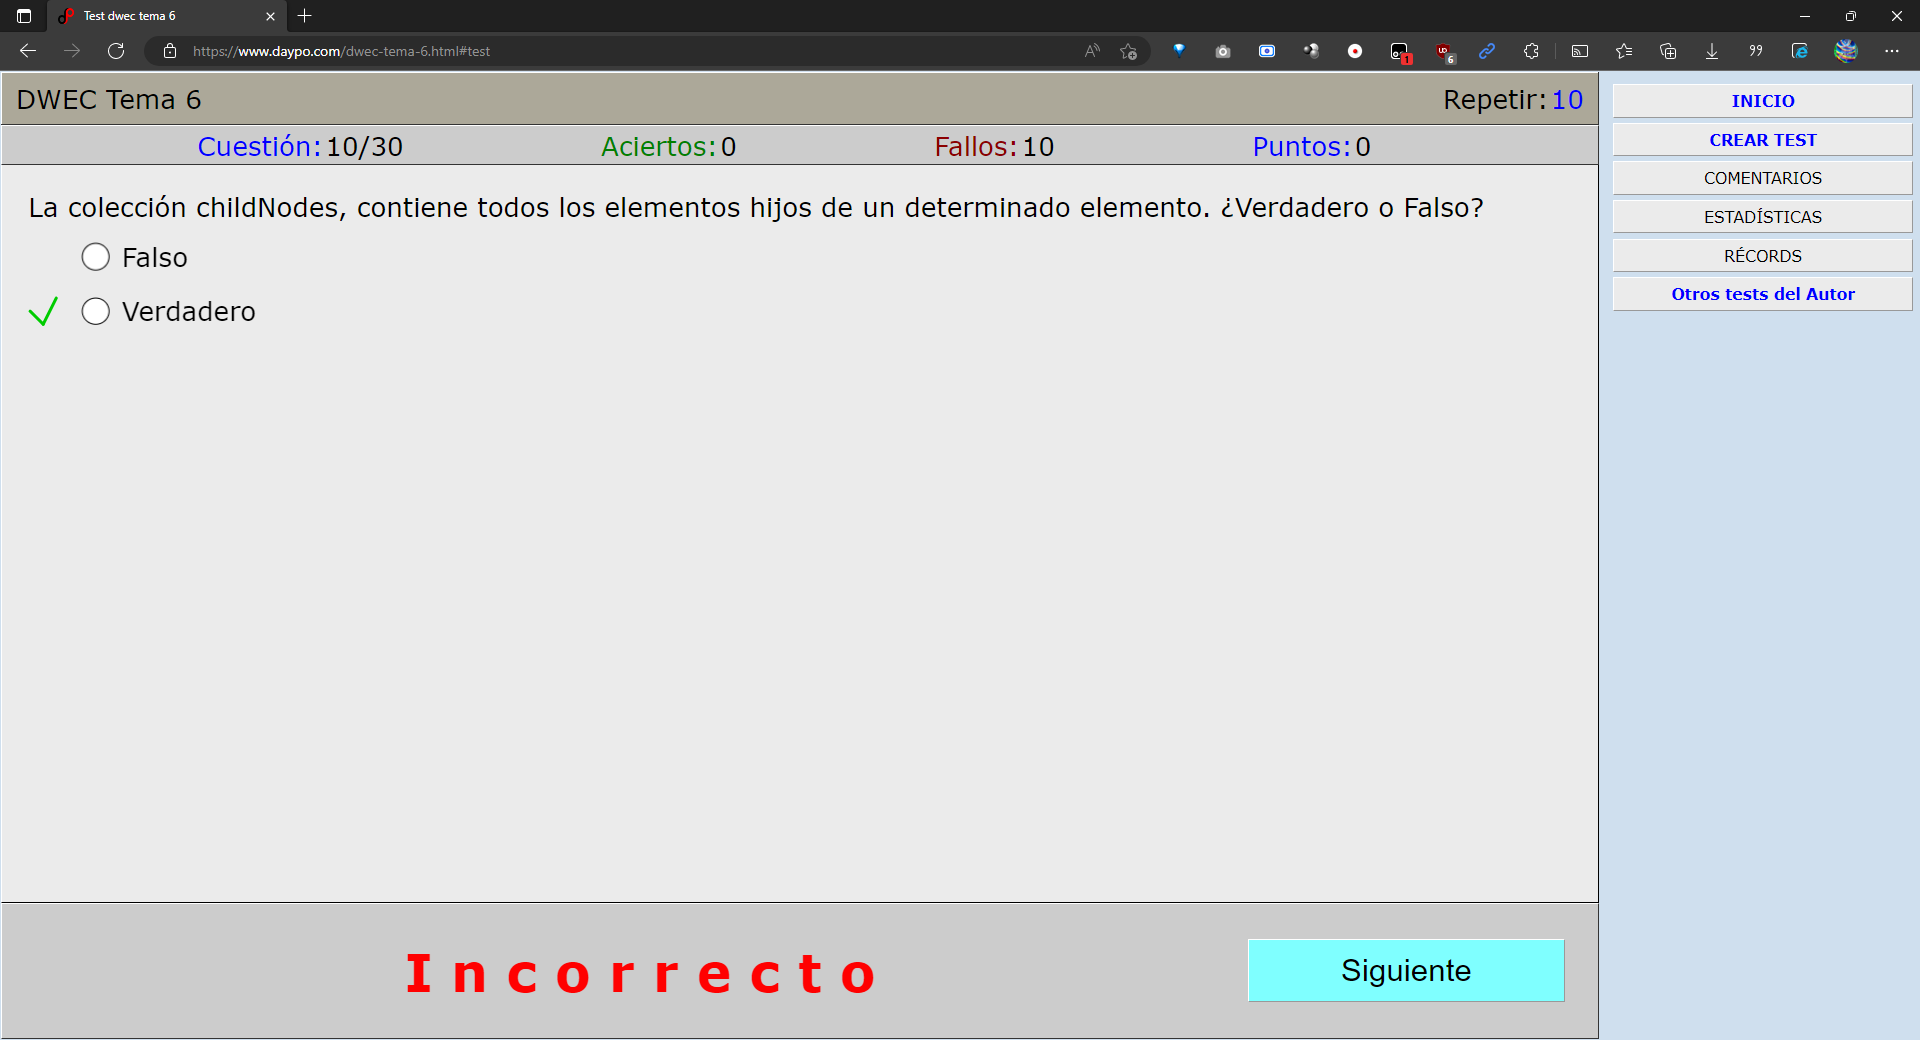 Test dwec tema 6
https://www.daypo.com/dwec-tema-6.html#test
1
6
DWEC Tema 6
Repetir: 10
Cuestión: 10/30
Aciertos: 0
Fallos: 10
Puntos: 0
La colección childNodes, contiene todos los elementos hijos de un determinado elemento. ¿Verdadero o Falso?
Falso
Verdadero
Incorrecto
Siguiente
INICIO
CREAR TEST
COMENTARIOS
ESTADÍSTICAS
RÉCORDS
Otros tests del Autor